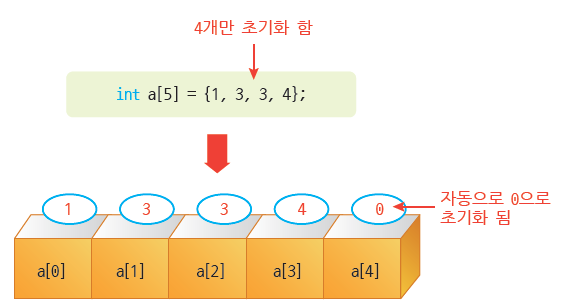 4개만 초기화 함
int a[5] = {1, 3, 3, 4};
1 3 3 4 0
자동으로 0으로
초기화 됨
a[0] a[1] a[2] a[3] a[4]